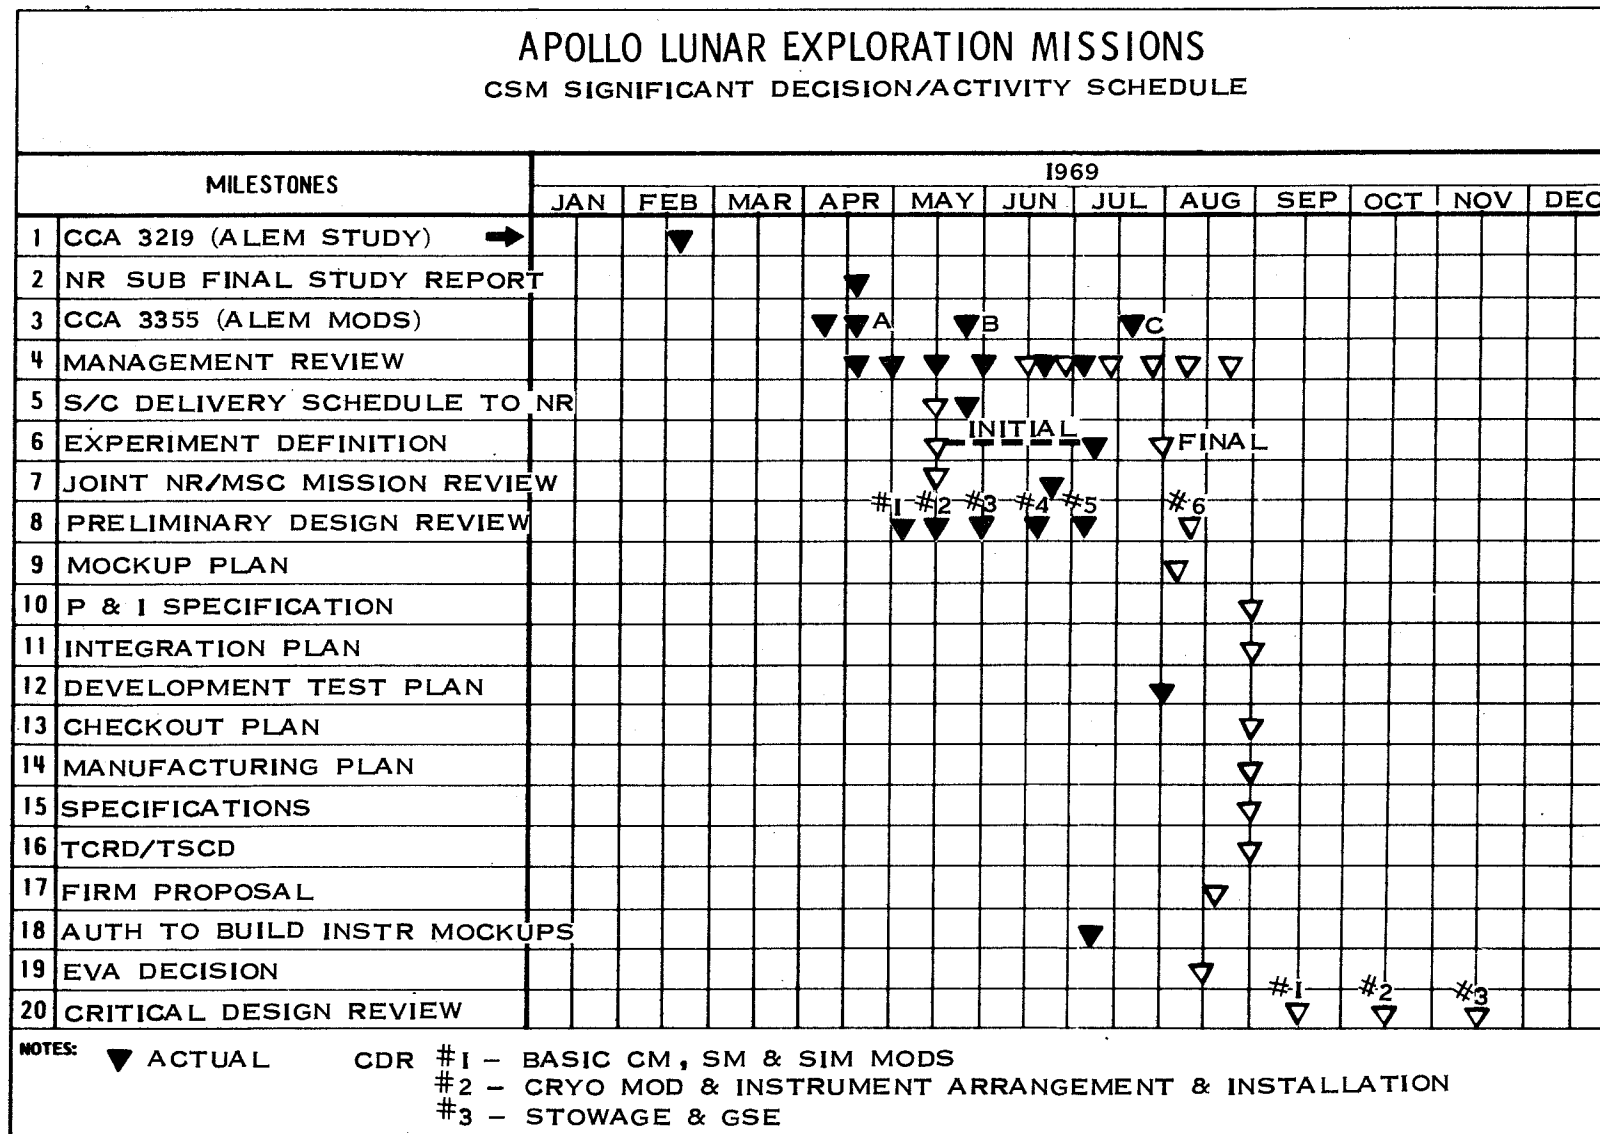 APOLLO LUNAR EXPLORATION MISSIONS
CSM SIGNIFICANT DECISION/ACTIVITY SCHEDULE
MILESTONES
1969
JAN FEB MAR APR MAY JUN JUL AUG SEP OCT NOV DEC
1 CCA 3219 (ALEM STUDY)
2 NR SUB FINAL STUDY REPORT
3 CCA 3355 (ALEM MODS) A B C
4 MANAGEMENT REVIEW
5 S/C DELIVERY SCHEDULE TO NR
6 EXPERIMENT DEFINITION INITIAL FINAL
7 JOINT NR/MSC MISSION REVIEW
#1 #2 #3 #4 #5 #6
8 PRELIMINARY DESIGN REVIEW
9 MOCKUP PLAN
10 P & I SPECIFICATION
11 INTEGRATION PLAN
12 DEVELOPMENT TEST PLAN
13 CHECKOUT PLAN
14 MANUFACTURING PLAN
15 SPECIFICATIONS
16 TCRD/TSCD
17 FIRM PROPOSAL
18 AUTH TO BUILD INSTR MOCKUPS
19 EVA DECISION
#1 #2 #3
20 CRITICAL DESIGN REVIEW
NOTES: ▼ ACTUAL CDR #1 – BASIC CM, SM & SIM MODS
#2 – CRYO MOD & INSTRUMENT ARRANGEMENT & INSTALLATION
#3 – STOWAGE & GSE